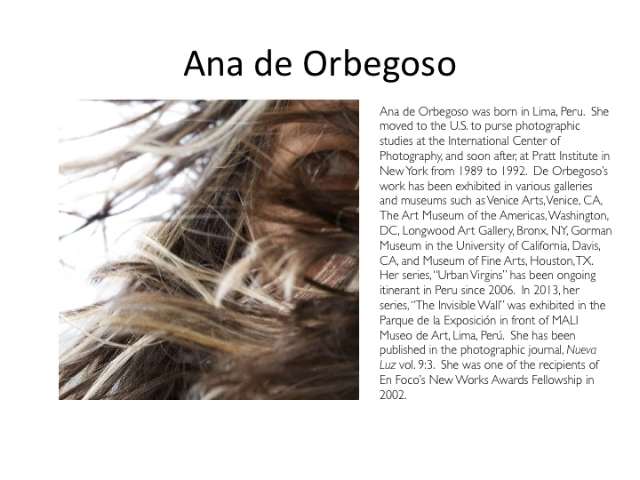 Ana de Orbegoso
Ana de Orbegoso was born in Lima, Peru.  She
moved to the U.S. to purse photographic
studies at the International Center of
Photography, and soon after, at Pratt Institute in
New York from 1989 to 1992.  De Orbegoso's
work has been exhibited in various galleries
and museums such as Venice Arts, Venice, CA,
The Art Museum of the Americas, Washington,
DC, Longwood Art Gallery, Bronx, NY, Gorman
Museum in the University of California, Davis,
CA, and Museum of Fine Arts, Houston, TX.
Her series, "Urban Virgins" has been ongoing
itinerant in Peru since 2006.  In 2013, her
series, "The Invisible Wall" was exhibited in the
Parque de la Exposición in front of MALI
Museo de Art, Lima, Perú.  She has been
published in the photographic journal, Nueva
Luz vol. 9:3.  She was one of the recipients of
En Foco's New Works Awards Fellowship in
2002.